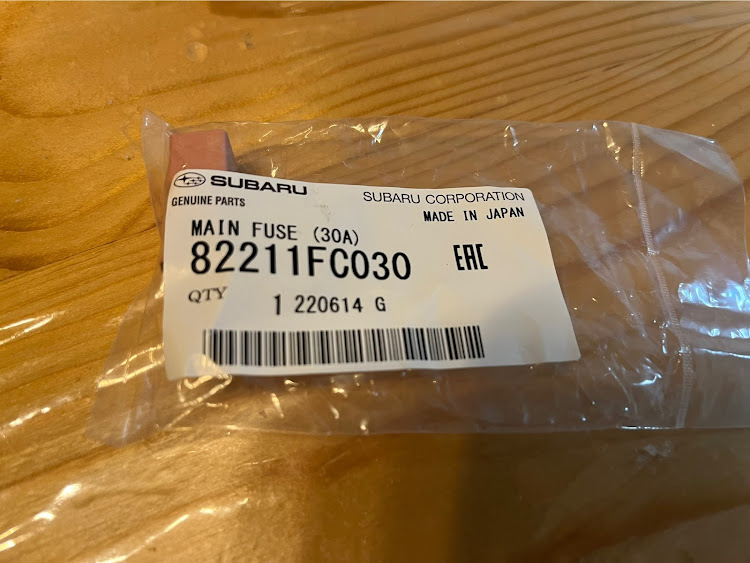 SUBARU
GENUINE PARTS
SUBARU CORPORATION
MADE IN JAPAN
MAIN FUSE (30A)
82211FC030
EAC
QTY
1 220614 G